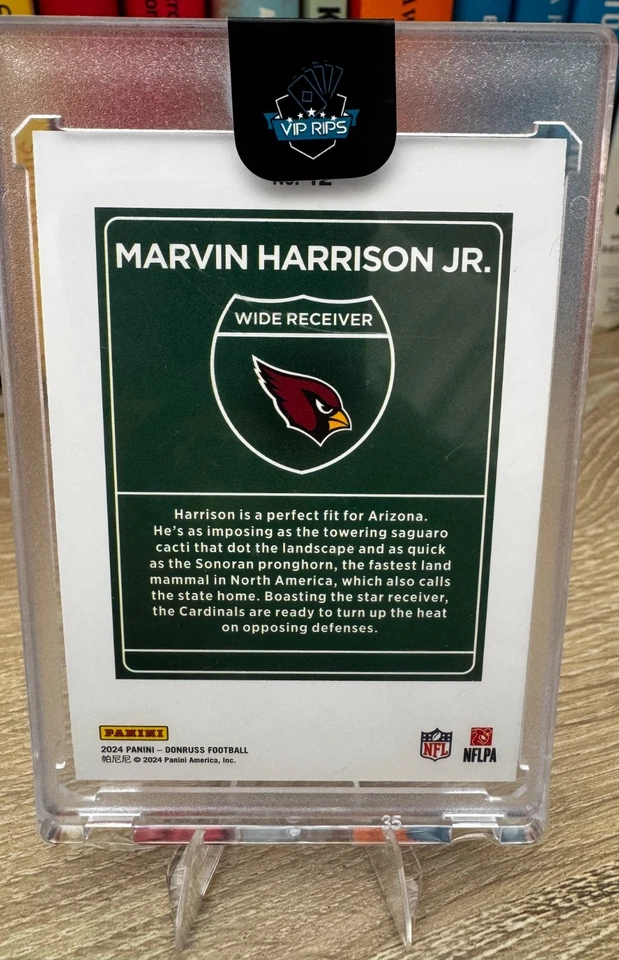 VIP RIPS
No. 12
MARVIN HARRISON JR.
WIDE RECEIVER
Harrison is a perfect fit for Arizona.
He's as imposing as the towering saguaro
cacti that dot the landscape and as quick
as the Sonoran pronghorn, the fastest land
mammal in North America, which also calls
the state home. Boasting the star receiver,
the Cardinals are ready to turn up the heat
on opposing defenses.
PANINI
2024 PANINI – DONRUSS FOOTBALL
帕尼尼 © 2024 Panini America, Inc.
NFL
NFLPA
35